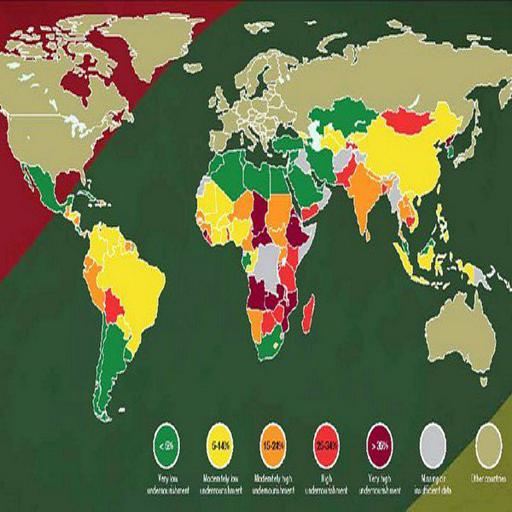 < 5% 5-14% 15-24% 25-34% > 35%
Very low Moderately low Moderately high High Very high Missing or Other countries
undernourishment undernourishment undernourishment undernourishment undernourishment insufficient data